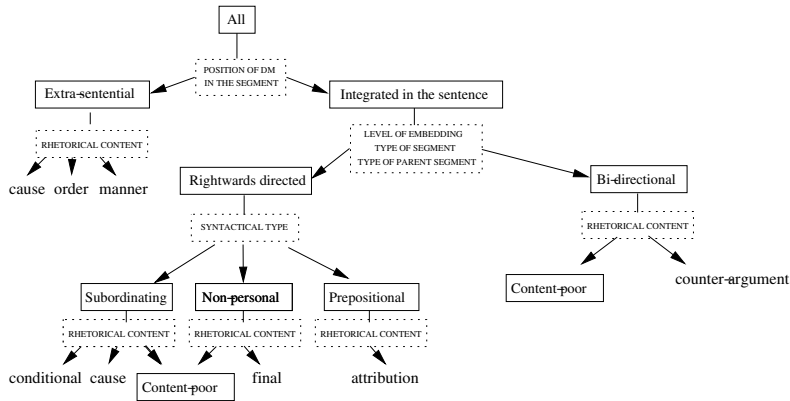 All
POSITION OF DM
IN THE SEGMENT
Extra-sentential
Integrated in the sentence
RHETORICAL CONTENT
LEVEL OF EMBEDDING
TYPE OF SEGMENT
TYPE OF PARENT SEGMENT
cause order manner
Rightwards directed
Bi-directional
SYNTACTICAL TYPE
RHETORICAL CONTENT
Content-poor
counter-argument
Subordinating
Non-personal
Prepositional
RHETORICAL CONTENT
RHETORICAL CONTENT
RHETORICAL CONTENT
conditional cause
Content-poor
final
attribution